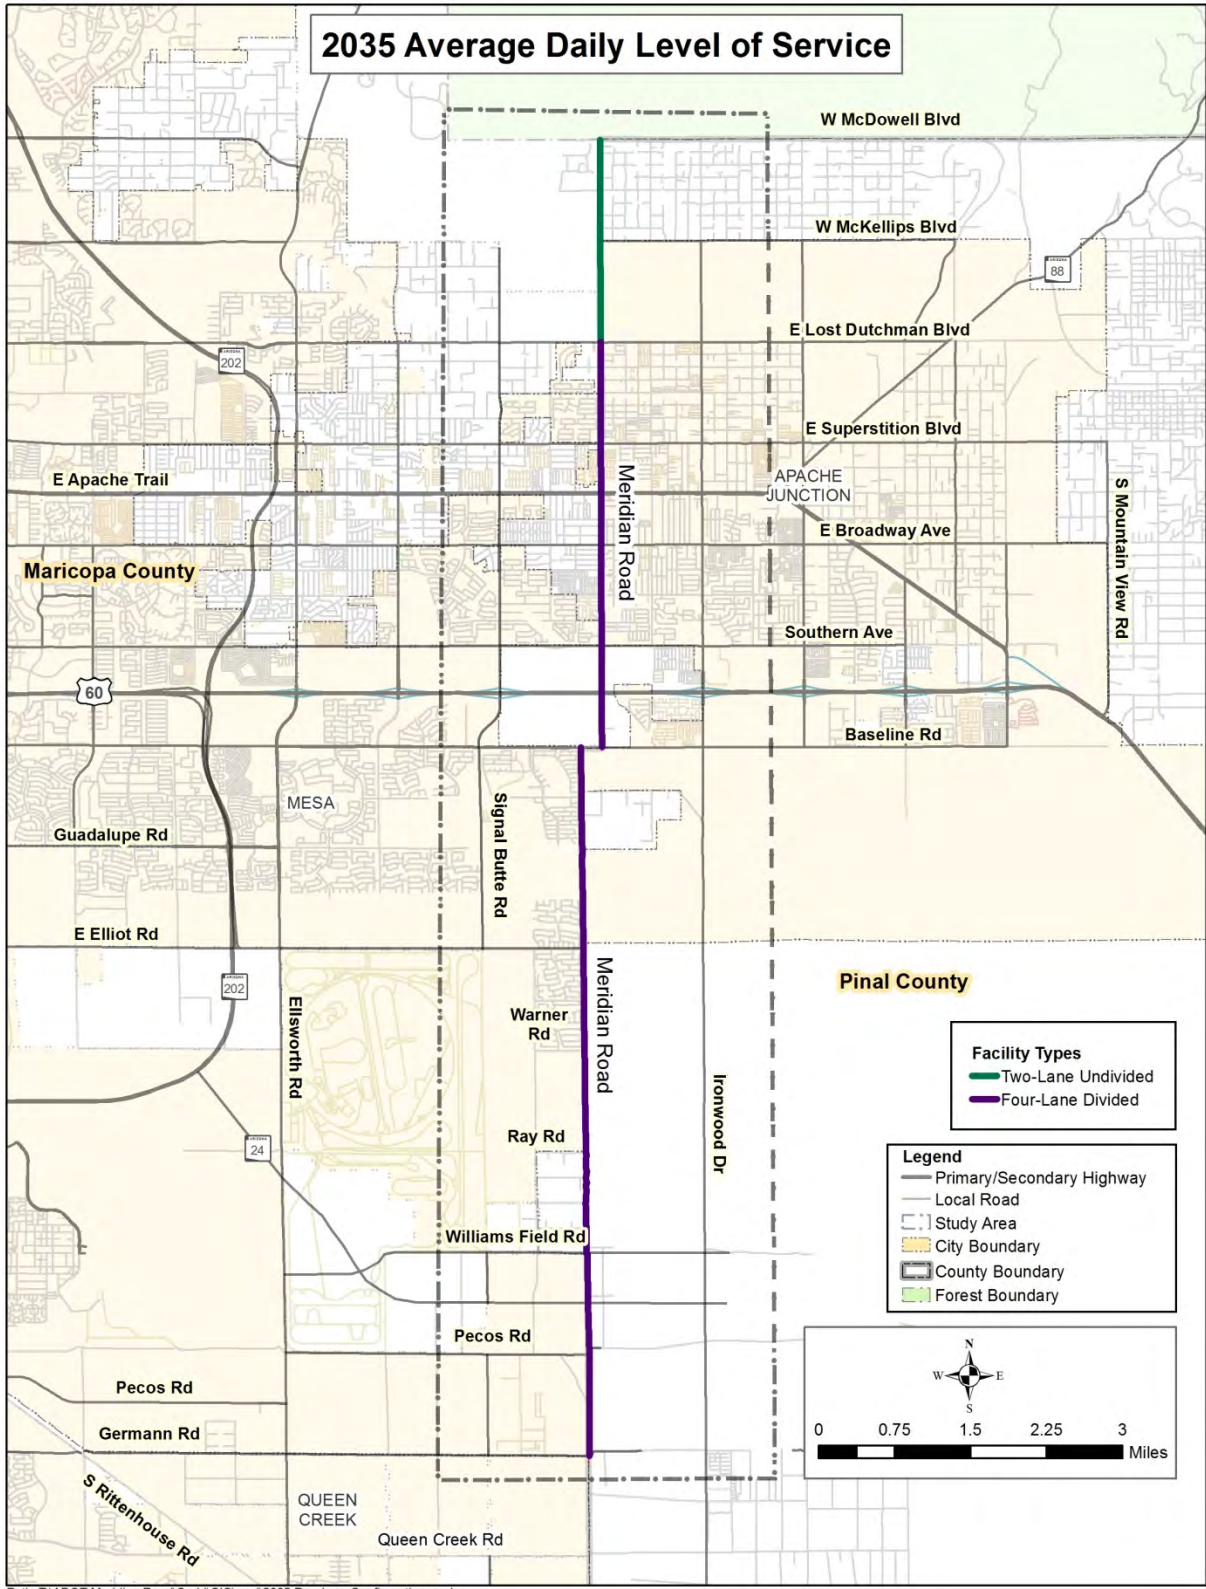 2035 Average Daily Level of Service
W McDowell Blvd
W McKellips Blvd
ARIZONA
88
E Lost Dutchman Blvd
ARIZONA
202
E Superstition Blvd
E Apache Trail
APACHE
JUNCTION
Meridian Road
S Mountain View Rd
E Broadway Ave
Maricopa County
Southern Ave
60
Baseline Rd
MESA
Signal Butte Rd
Guadalupe Rd
E Elliot Rd
ARIZONA
202
Ellsworth Rd
Warner
Rd
Meridian Road
Pinal County
Facility Types
Two-Lane Undivided
Four-Lane Divided
Ironwood Dr
Ray Rd
ARIZONA
24
Legend
Primary/Secondary Highway
Local Road
Study Area
City Boundary
County Boundary
Forest Boundary
Williams Field Rd
Pecos Rd
N
W
E
S
Pecos Rd
Germann Rd
0 0.75 1.5 2.25 3
Miles
S Rittenhouse Rd
QUEEN
CREEK
Queen Creek Rd